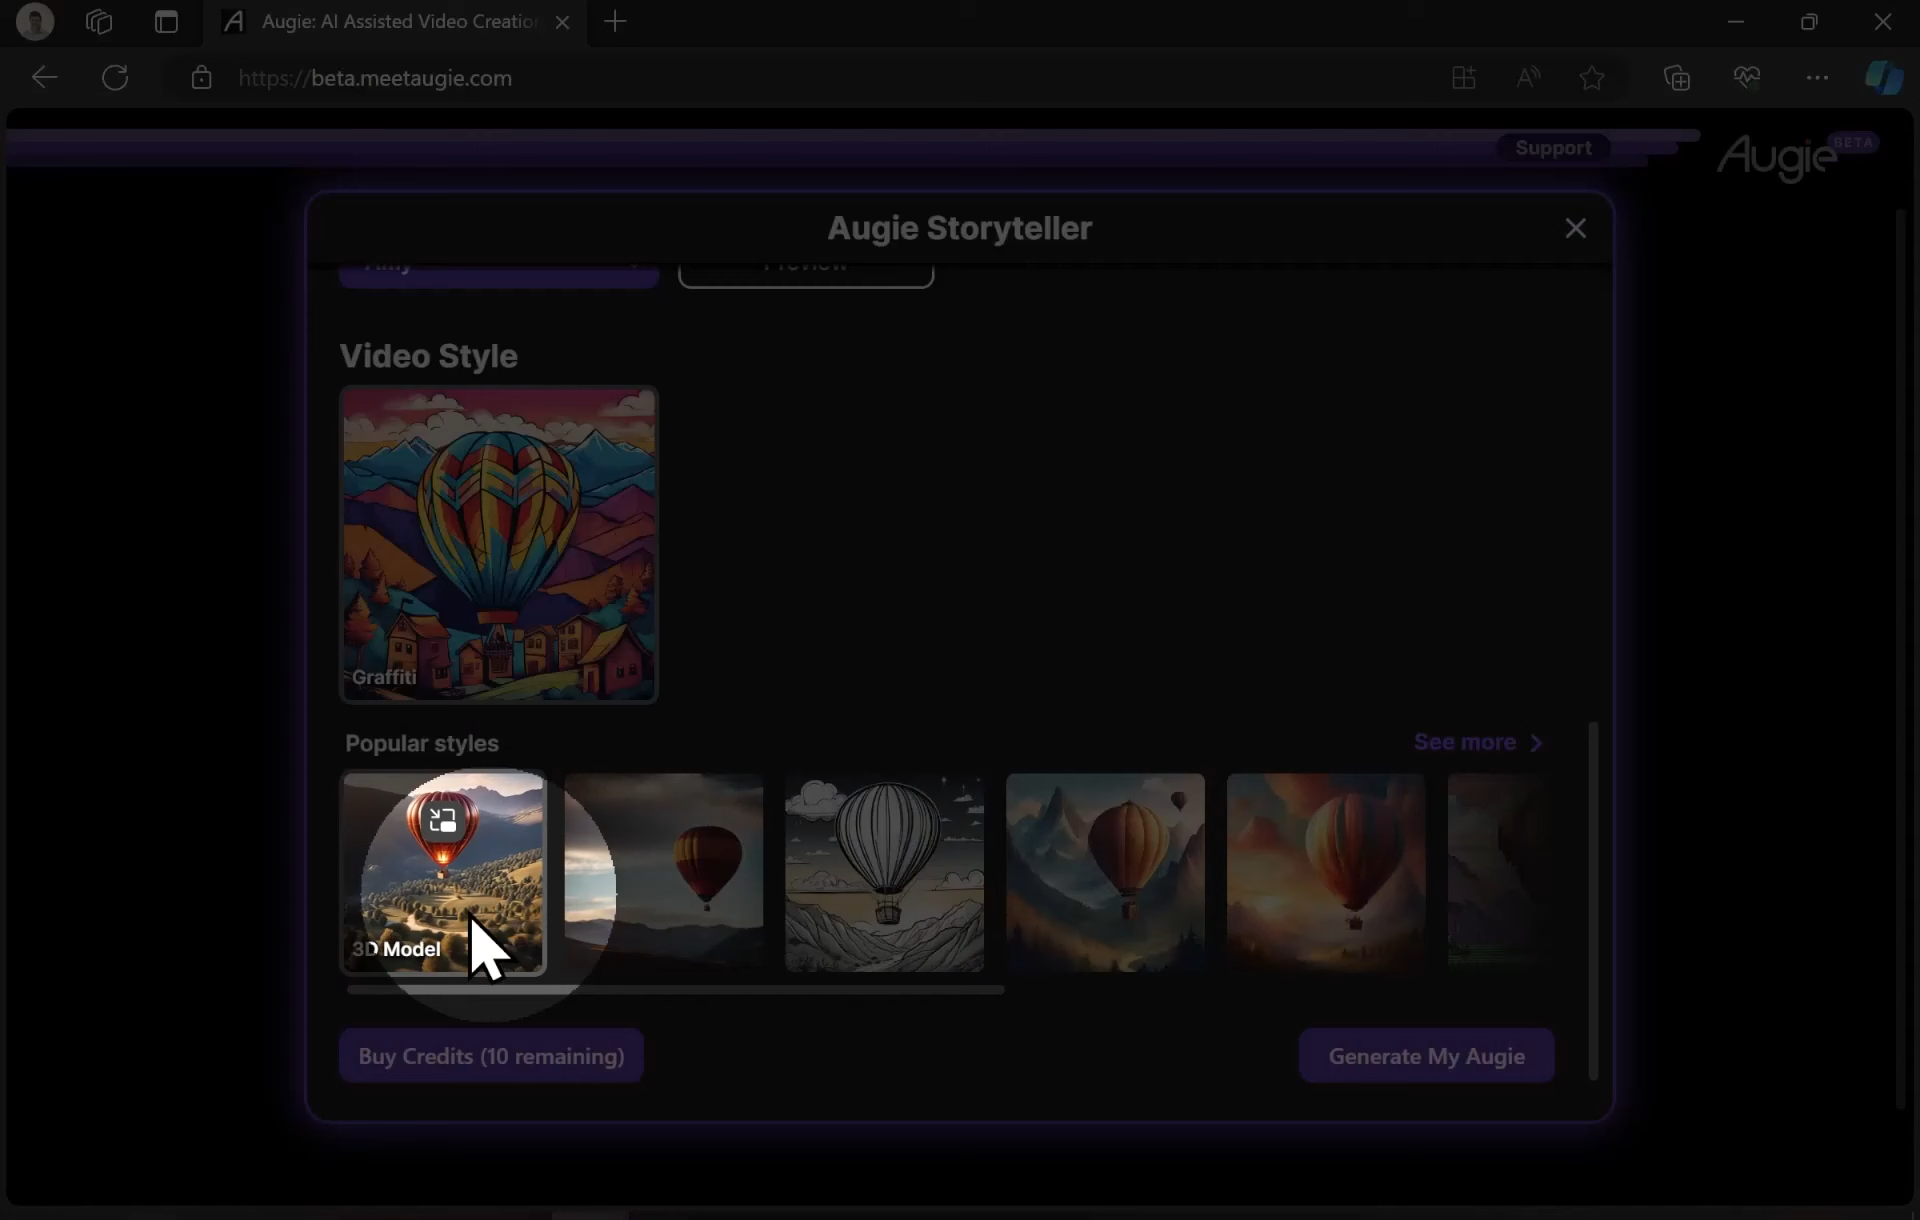 Augie: AI Assisted Video Creation
https://beta.meetaugie.com
Support
Augie BETA
Augie Storyteller
Video Style
Graffiti
Popular styles
See more
3D Model
Buy Credits (10 remaining)
Generate My Augie